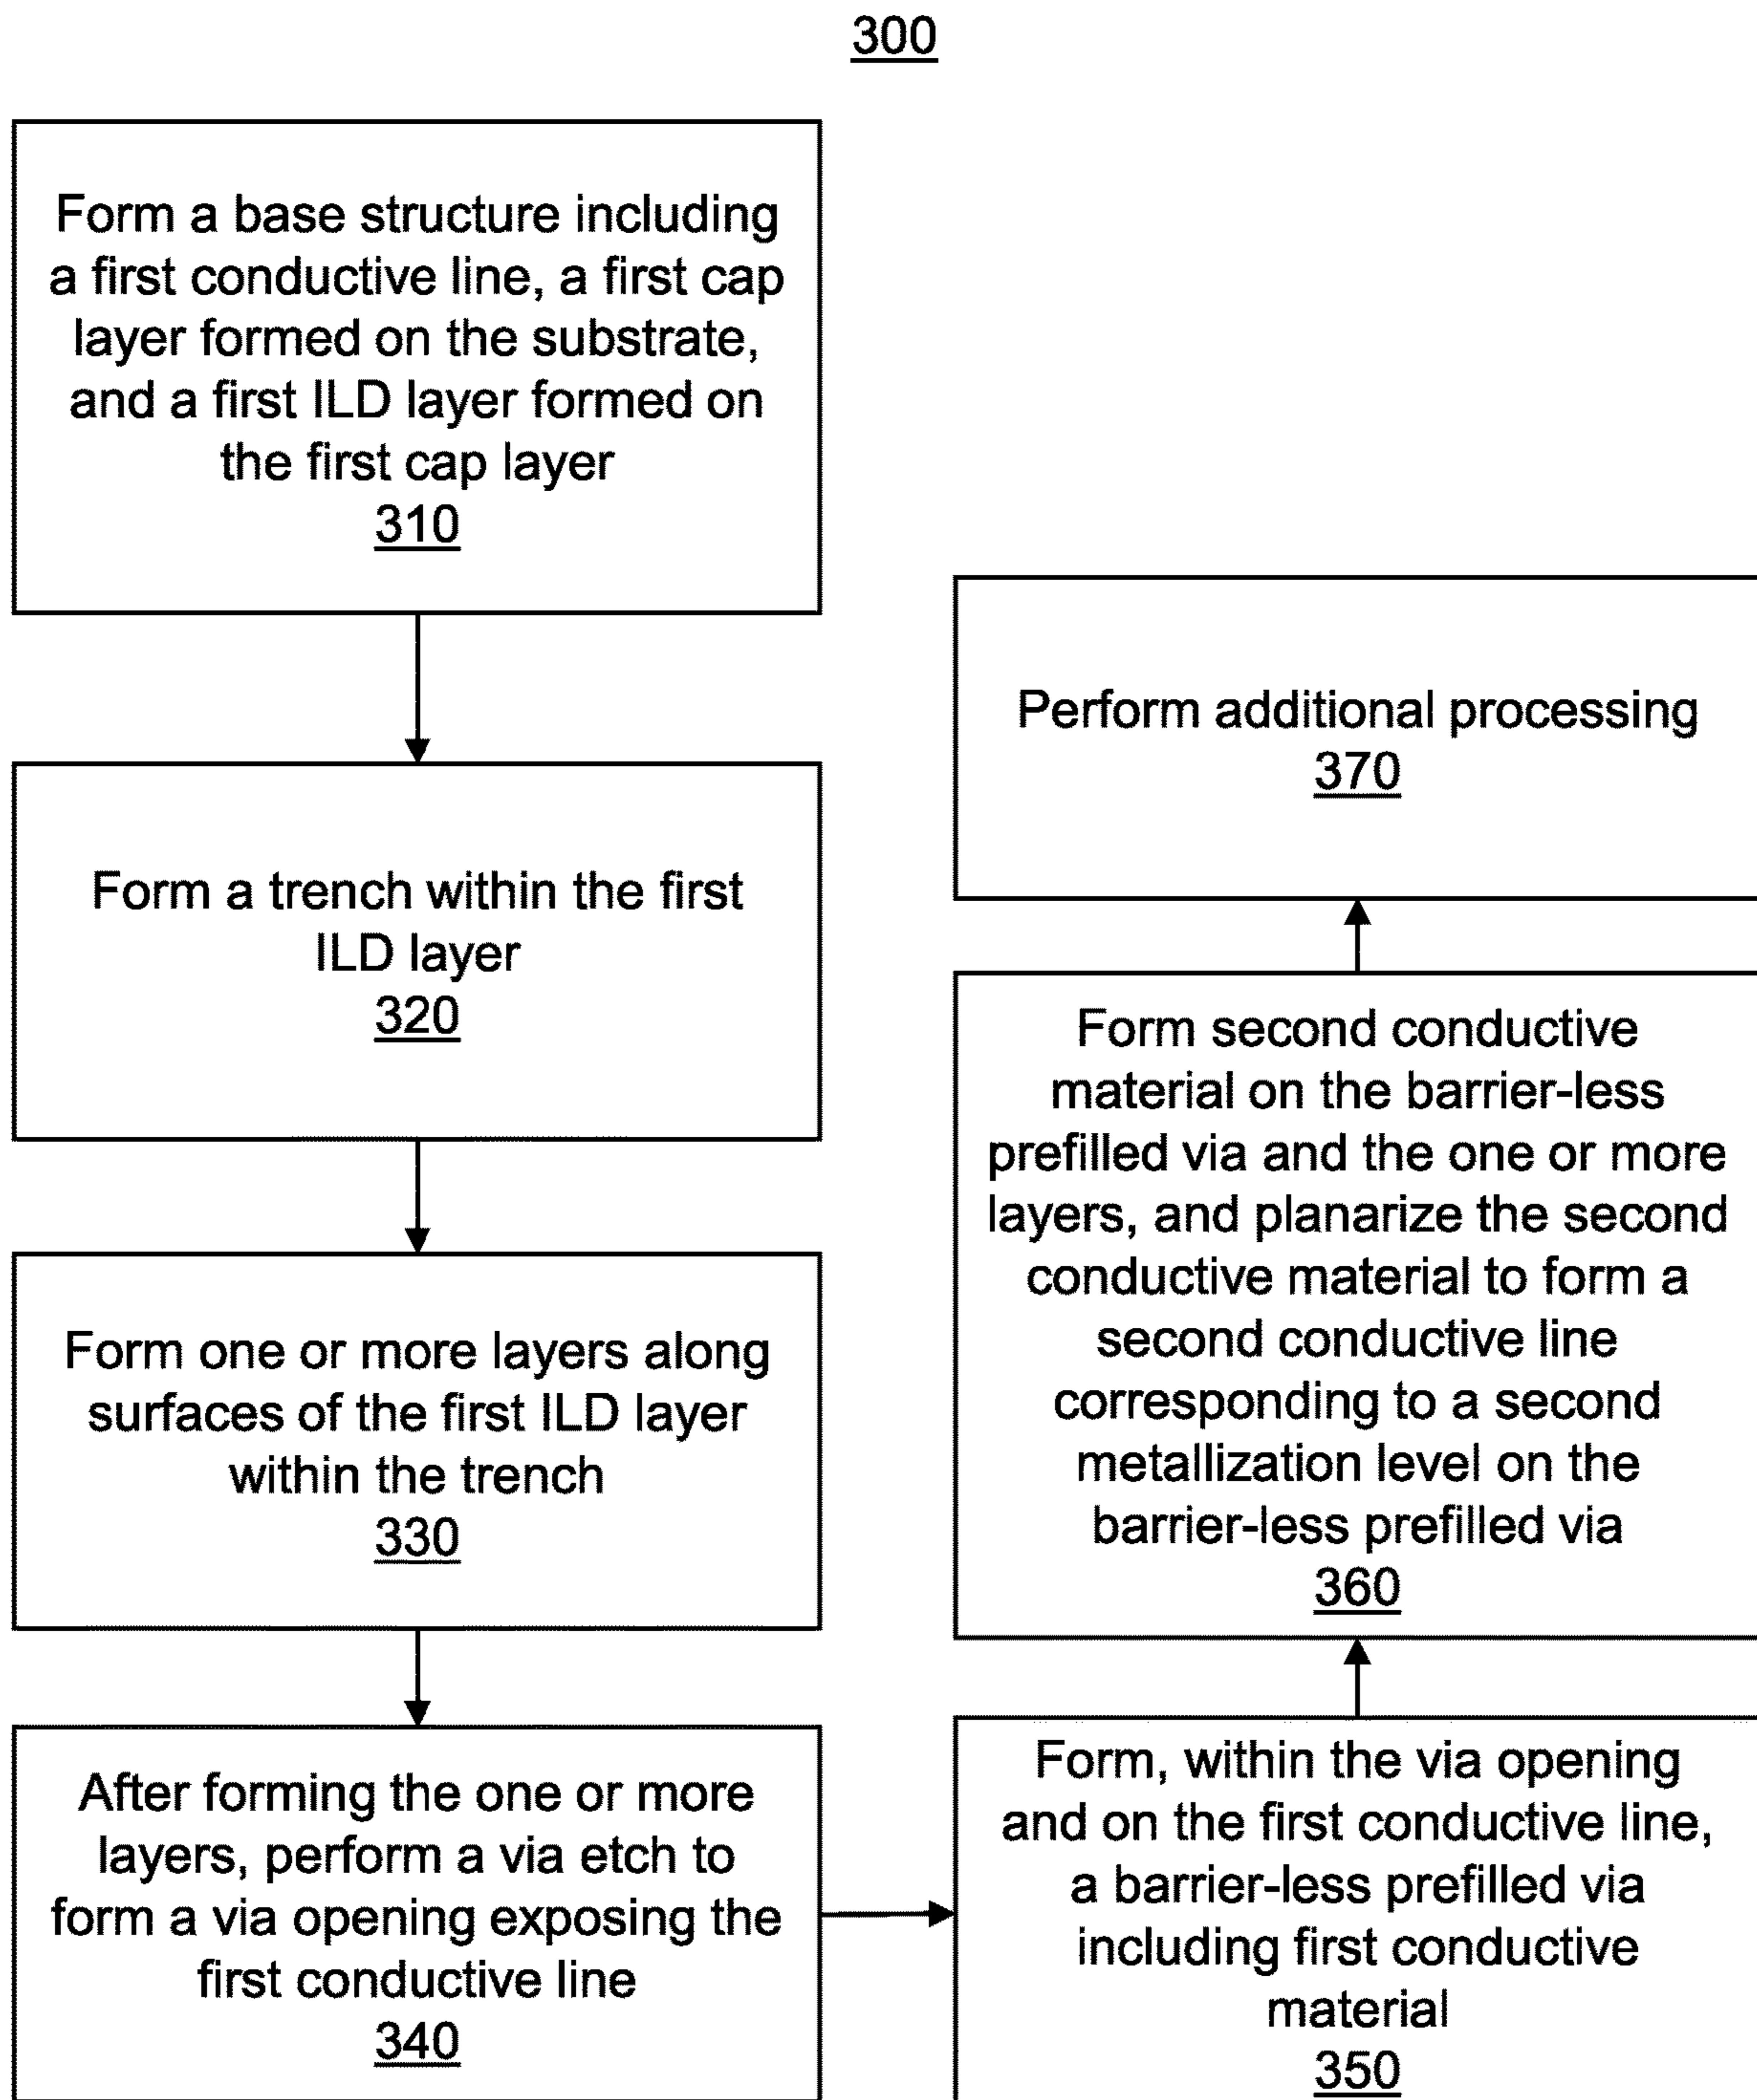 300
Form a base structure including
a first conductive line, a first cap
layer formed on the substrate,
and a first ILD layer formed on
the first cap layer
310
Form a trench within the first
ILD layer
320
Form one or more layers along
surfaces of the first ILD layer
within the trench
330
After forming the one or more
layers, perform a via etch to
form a via opening exposing the
first conductive line
340
Form, within the via opening
and on the first conductive line,
a barrier-less prefilled via
including first conductive
material
350
Form second conductive
material on the barrier-less
prefilled via and the one or more
layers, and planarize the second
conductive material to form a
second conductive line
corresponding to a second
metallization level on the
barrier-less prefilled via
360
Perform additional processing
370